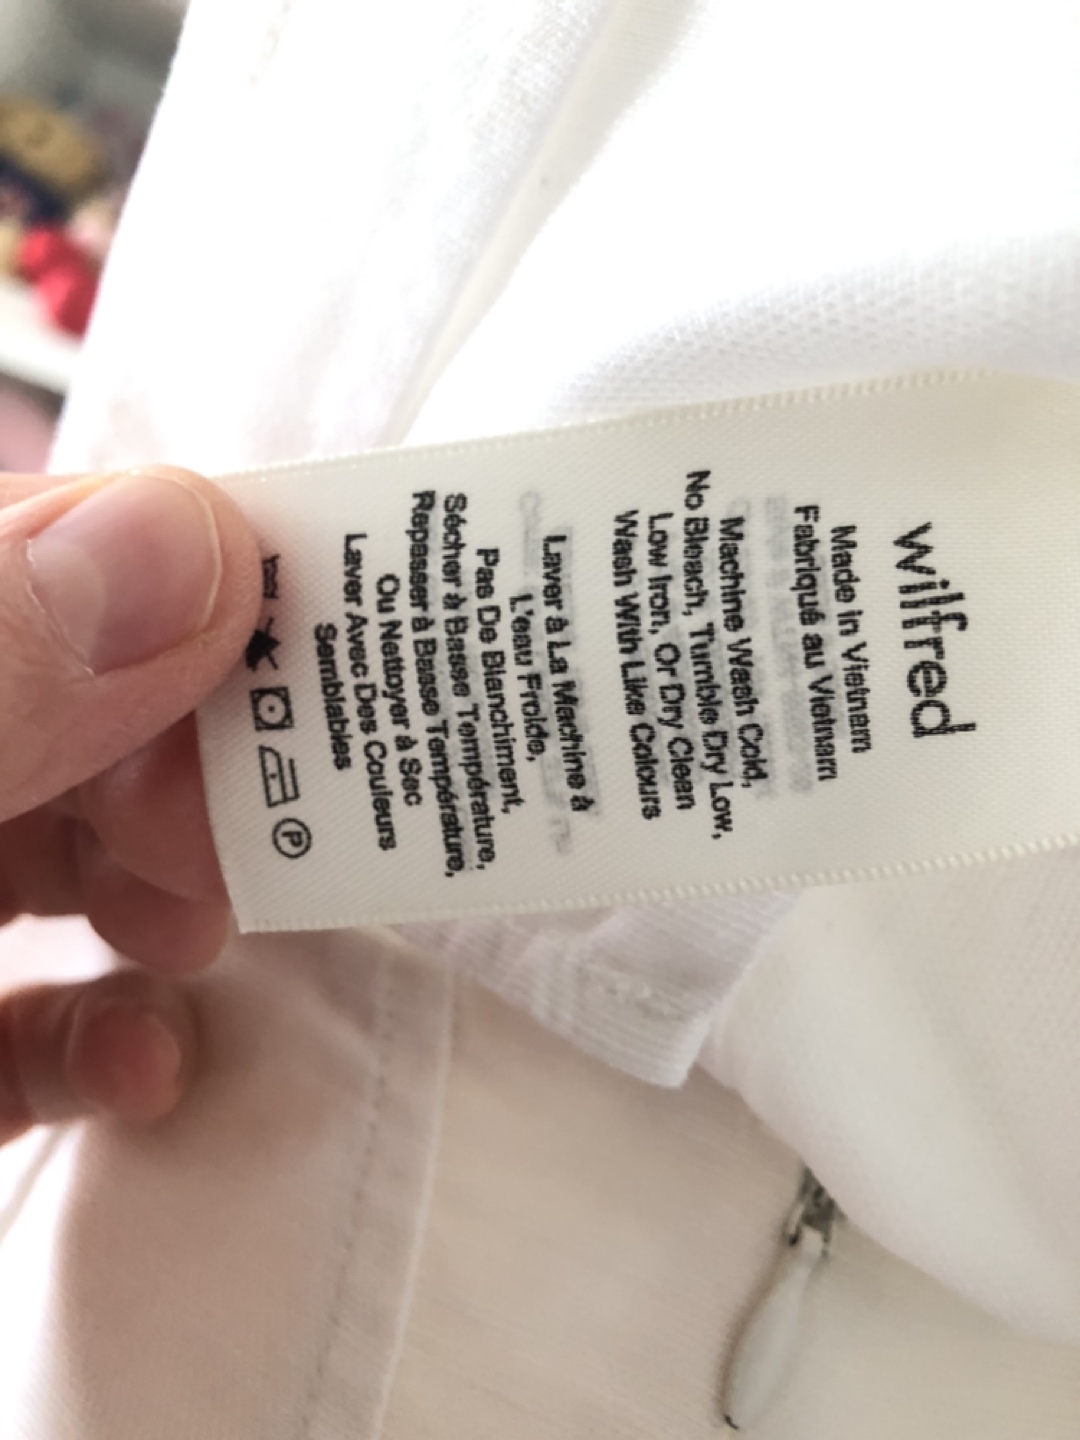 wilfred
Made in Vietnam
Fabriqué au Vietnam
Machine Wash Cold,
No Bleach, Tumble Dry Low,
Low Iron, Or Dry Clean
Wash With Like Colours
Laver à La Machine à
L'eau Froide,
Pas De Blanchiment,
Sécher à Basse Température,
Repasser à Basse Température,
Ou Nettoyer à Sec
Laver Avec Des Couleurs
Semblables
P